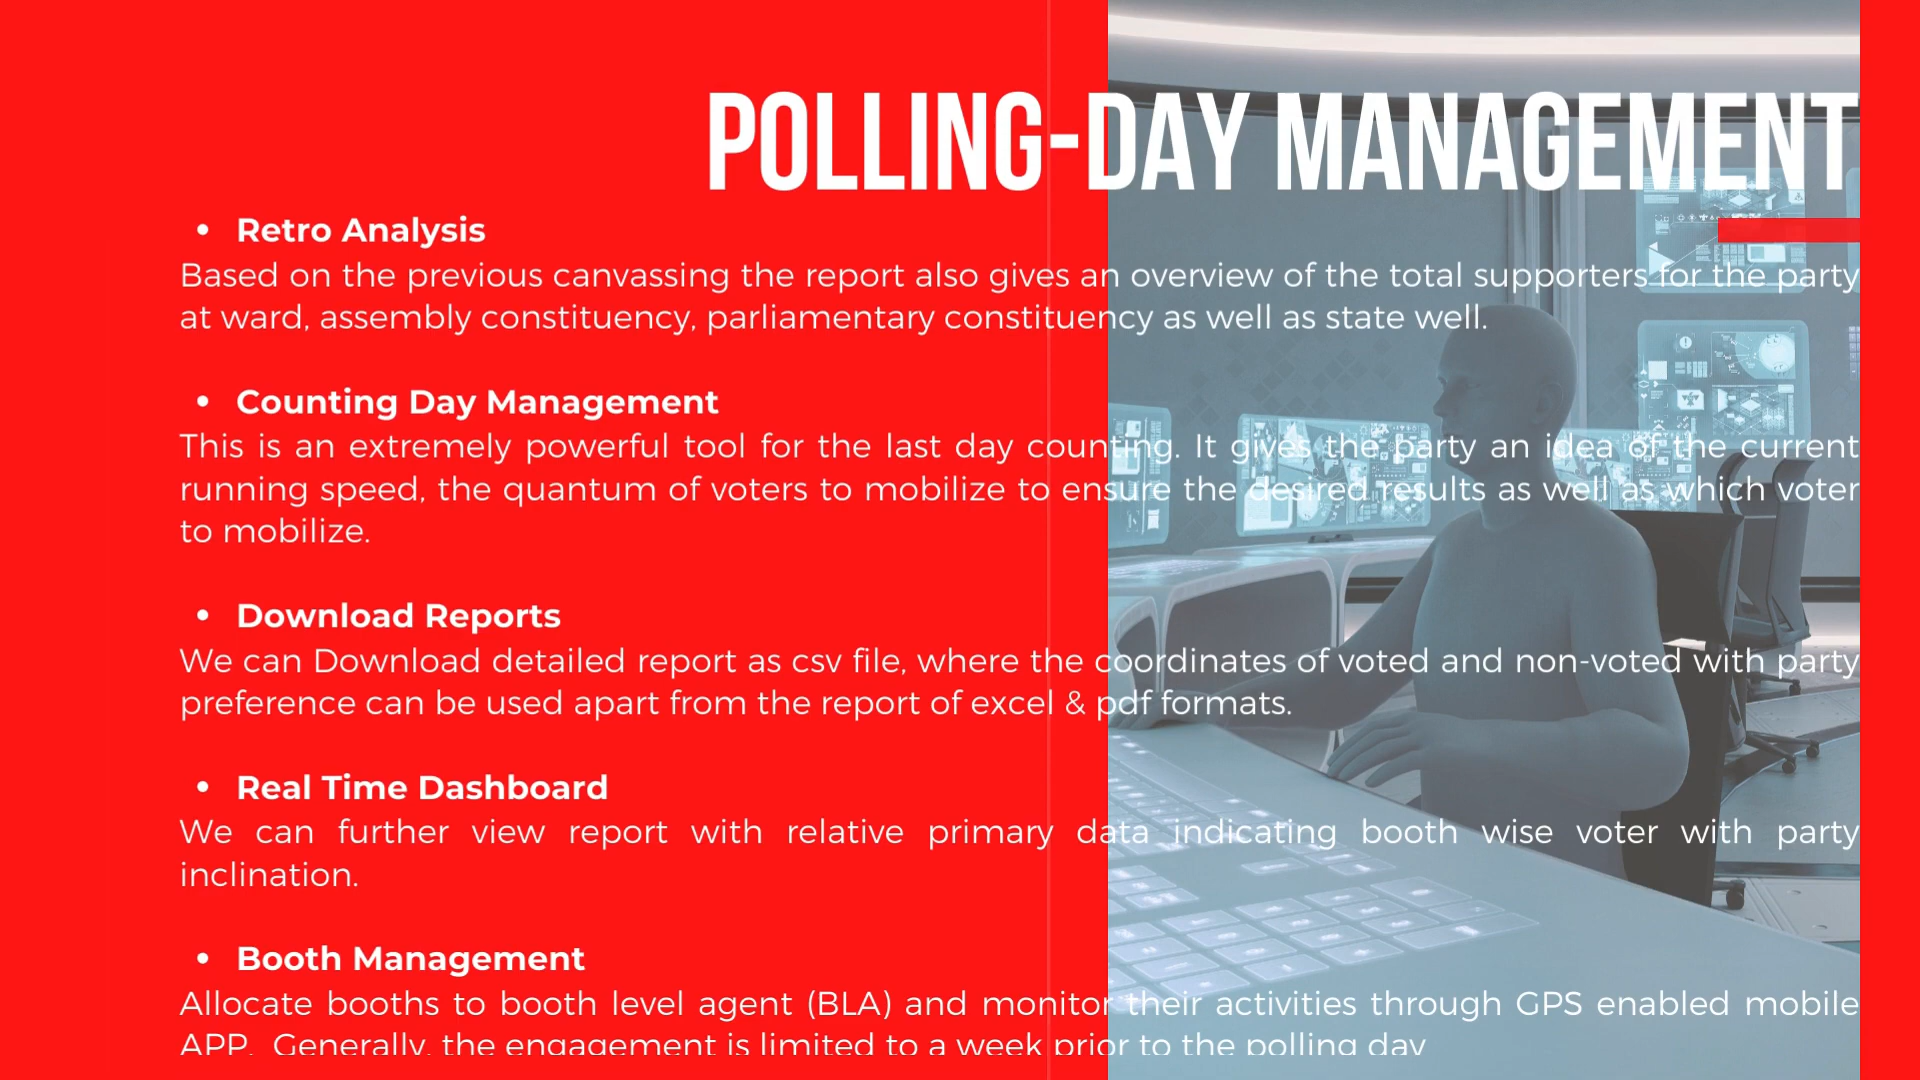 POLLING-DAY MANAGEMENT
• Retro Analysis
Based on the previous canvassing the report also gives an overview of the total supporters for the party
at ward, assembly constituency, parliamentary constituency as well as state well.
• Counting Day Management
This is an extremely powerful tool for the last day counting. It gives the party an idea of the current
running speed, the quantum of voters to mobilize to ensure the desired results as well as which voter
to mobilize.
• Download Reports
We can Download detailed report as csv file, where the coordinates of voted and non-voted with party
preference can be used apart from the report of excel & pdf formats.
• Real Time Dashboard
We can further view report with relative primary data indicating booth wise voter with party
inclination.
• Booth Management
Allocate booths to booth level agent (BLA) and monitor their activities through GPS enabled mobile
APP. Generally, the engagement is limited to a week prior to the polling day